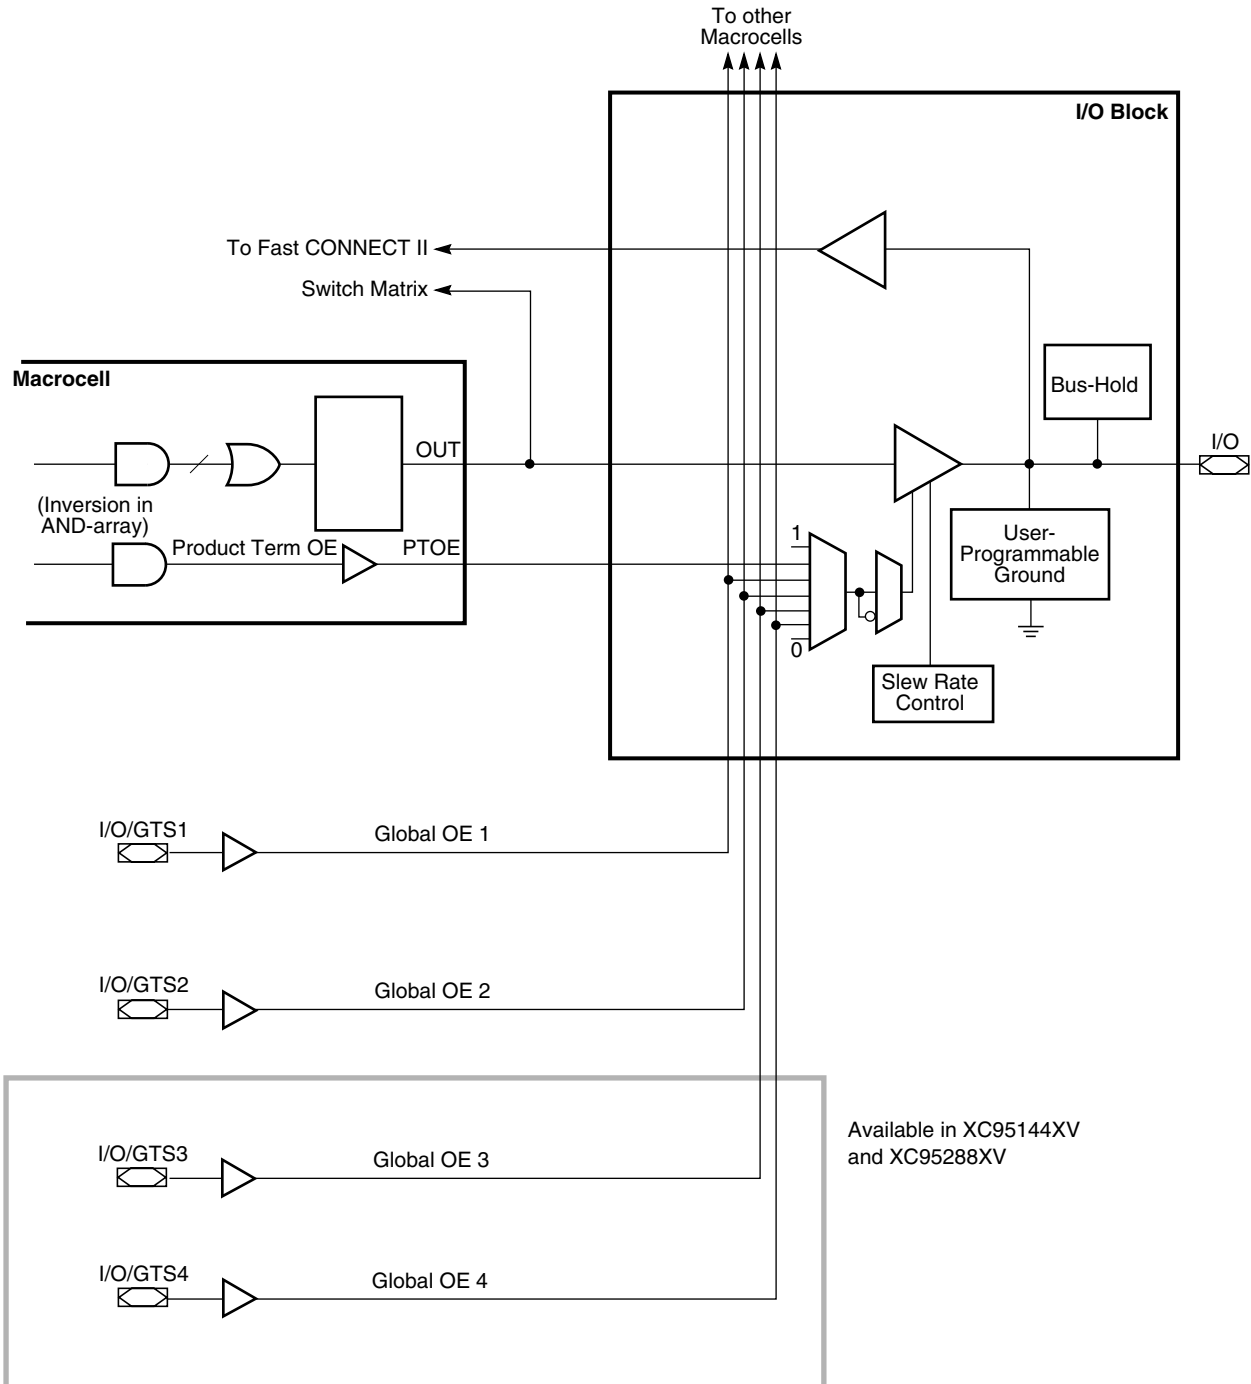 To other
Macrocells
I/O Block
To Fast CONNECT II
Switch Matrix
Macrocell
Bus-Hold
OUT
I/O
(Inversion in
AND-array)
Product Term OE
PTOE
1
User-
Programmable
Ground
0
Slew Rate
Control
I/O/GTS1
Global OE 1
I/O/GTS2
Global OE 2
Available in XC95144XV
and XC95288XV
I/O/GTS3
Global OE 3
I/O/GTS4
Global OE 4